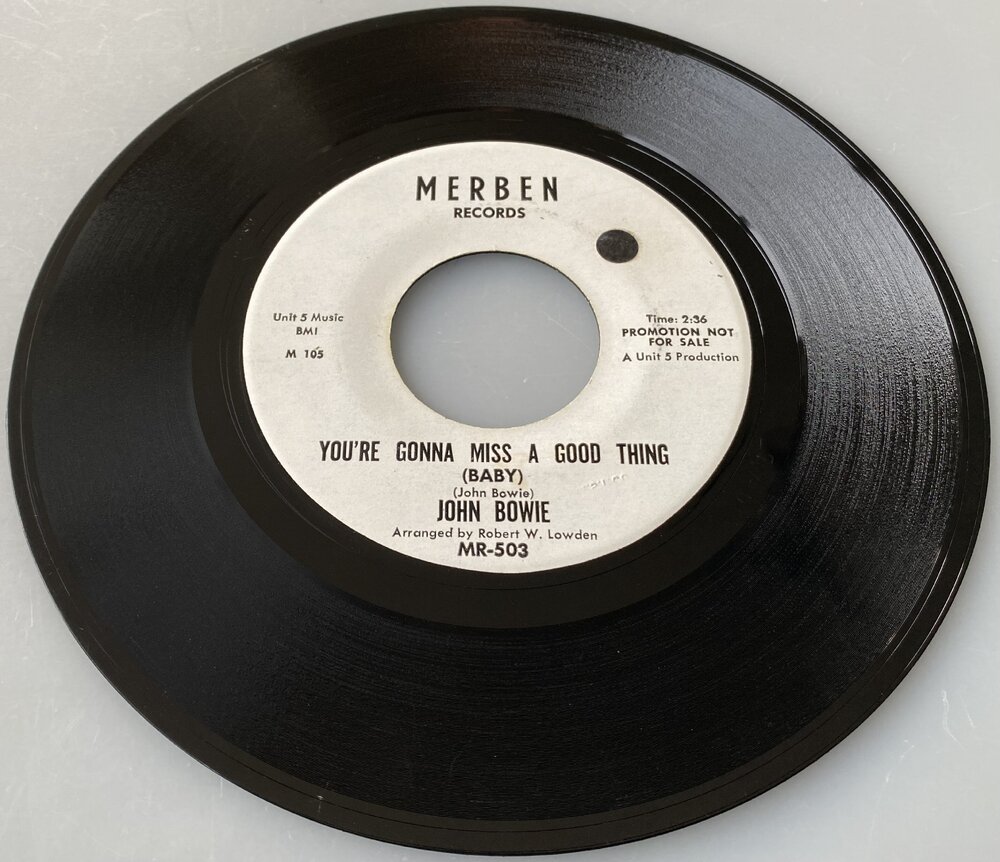 MERBEN
RECORDS
Unit 5 Music
BMI
M 105
Time: 2:36
PROMOTION NOT
FOR SALE
A Unit 5 Production
YOU'RE GONNA MISS A GOOD THING
(BABY)
(John Bowie)
JOHN BOWIE
Arranged by Robert W. Lowden
MR-503